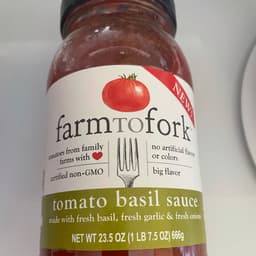 NEW!
farmTOfork
tomatoes from family
farms with
no artificial flavors
or colors
certified non-GMO
big flavor
tomato basil sauce
made with fresh basil, fresh garlic & fresh onions
NET WT 23.5 OZ (1 LB 7.5 OZ) 666g